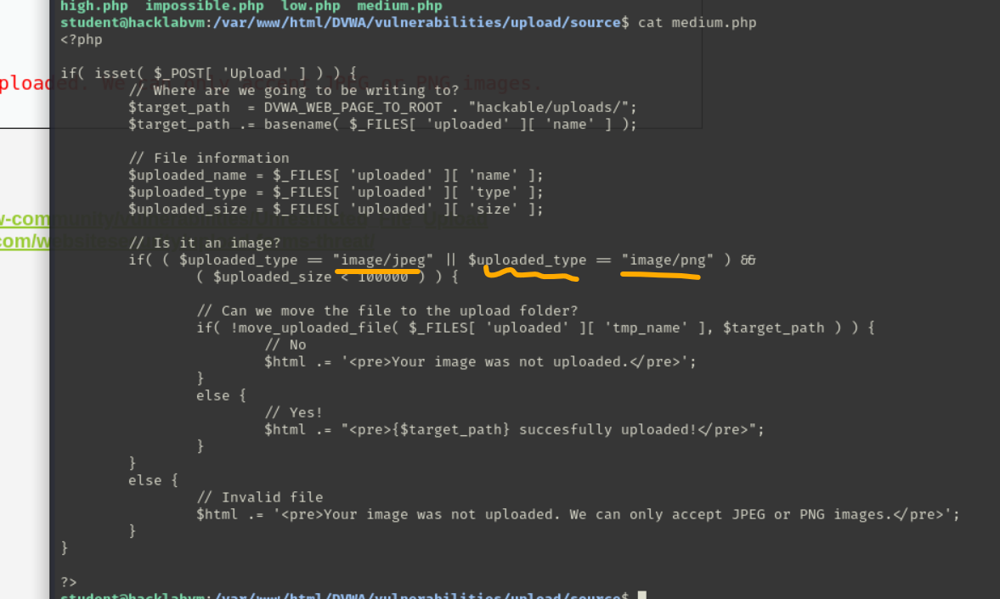 high.php  impossible.php  low.php  medium.php
student@hacklabvm:/var/www/html/DVWA/vulnerabilities/upload/source$ cat medium.php
<?php

if( isset( $_POST[ 'Upload' ] ) ) {
        // Where are we going to be writing to?
        $target_path  = DVWA_WEB_PAGE_TO_ROOT . "hackable/uploads/";
        $target_path .= basename( $_FILES[ 'uploaded' ][ 'name' ] );

        // File information
        $uploaded_name = $_FILES[ 'uploaded' ][ 'name' ];
        $uploaded_type = $_FILES[ 'uploaded' ][ 'type' ];
        $uploaded_size = $_FILES[ 'uploaded' ][ 'size' ];

        // Is it an image?
        if( ( $uploaded_type == "image/jpeg" || $uploaded_type == "image/png" ) &&
                ( $uploaded_size < 100000 ) ) {

                // Can we move the file to the upload folder?
                if( !move_uploaded_file( $_FILES[ 'uploaded' ][ 'tmp_name' ], $target_path ) ) {
                        // No
                        $html .= '<pre>Your image was not uploaded.</pre>';
                }
                else {
                        // Yes!
                        $html .= "<pre>{$target_path} succesfully uploaded!</pre>";
                }
        }
        else {
                // Invalid file
                $html .= '<pre>Your image was not uploaded. We can only accept JPEG or PNG images.</pre>';
        }
}

?>
student@hacklabvm:/var/www/html/DVWA/vulnerabilities/upload/source$